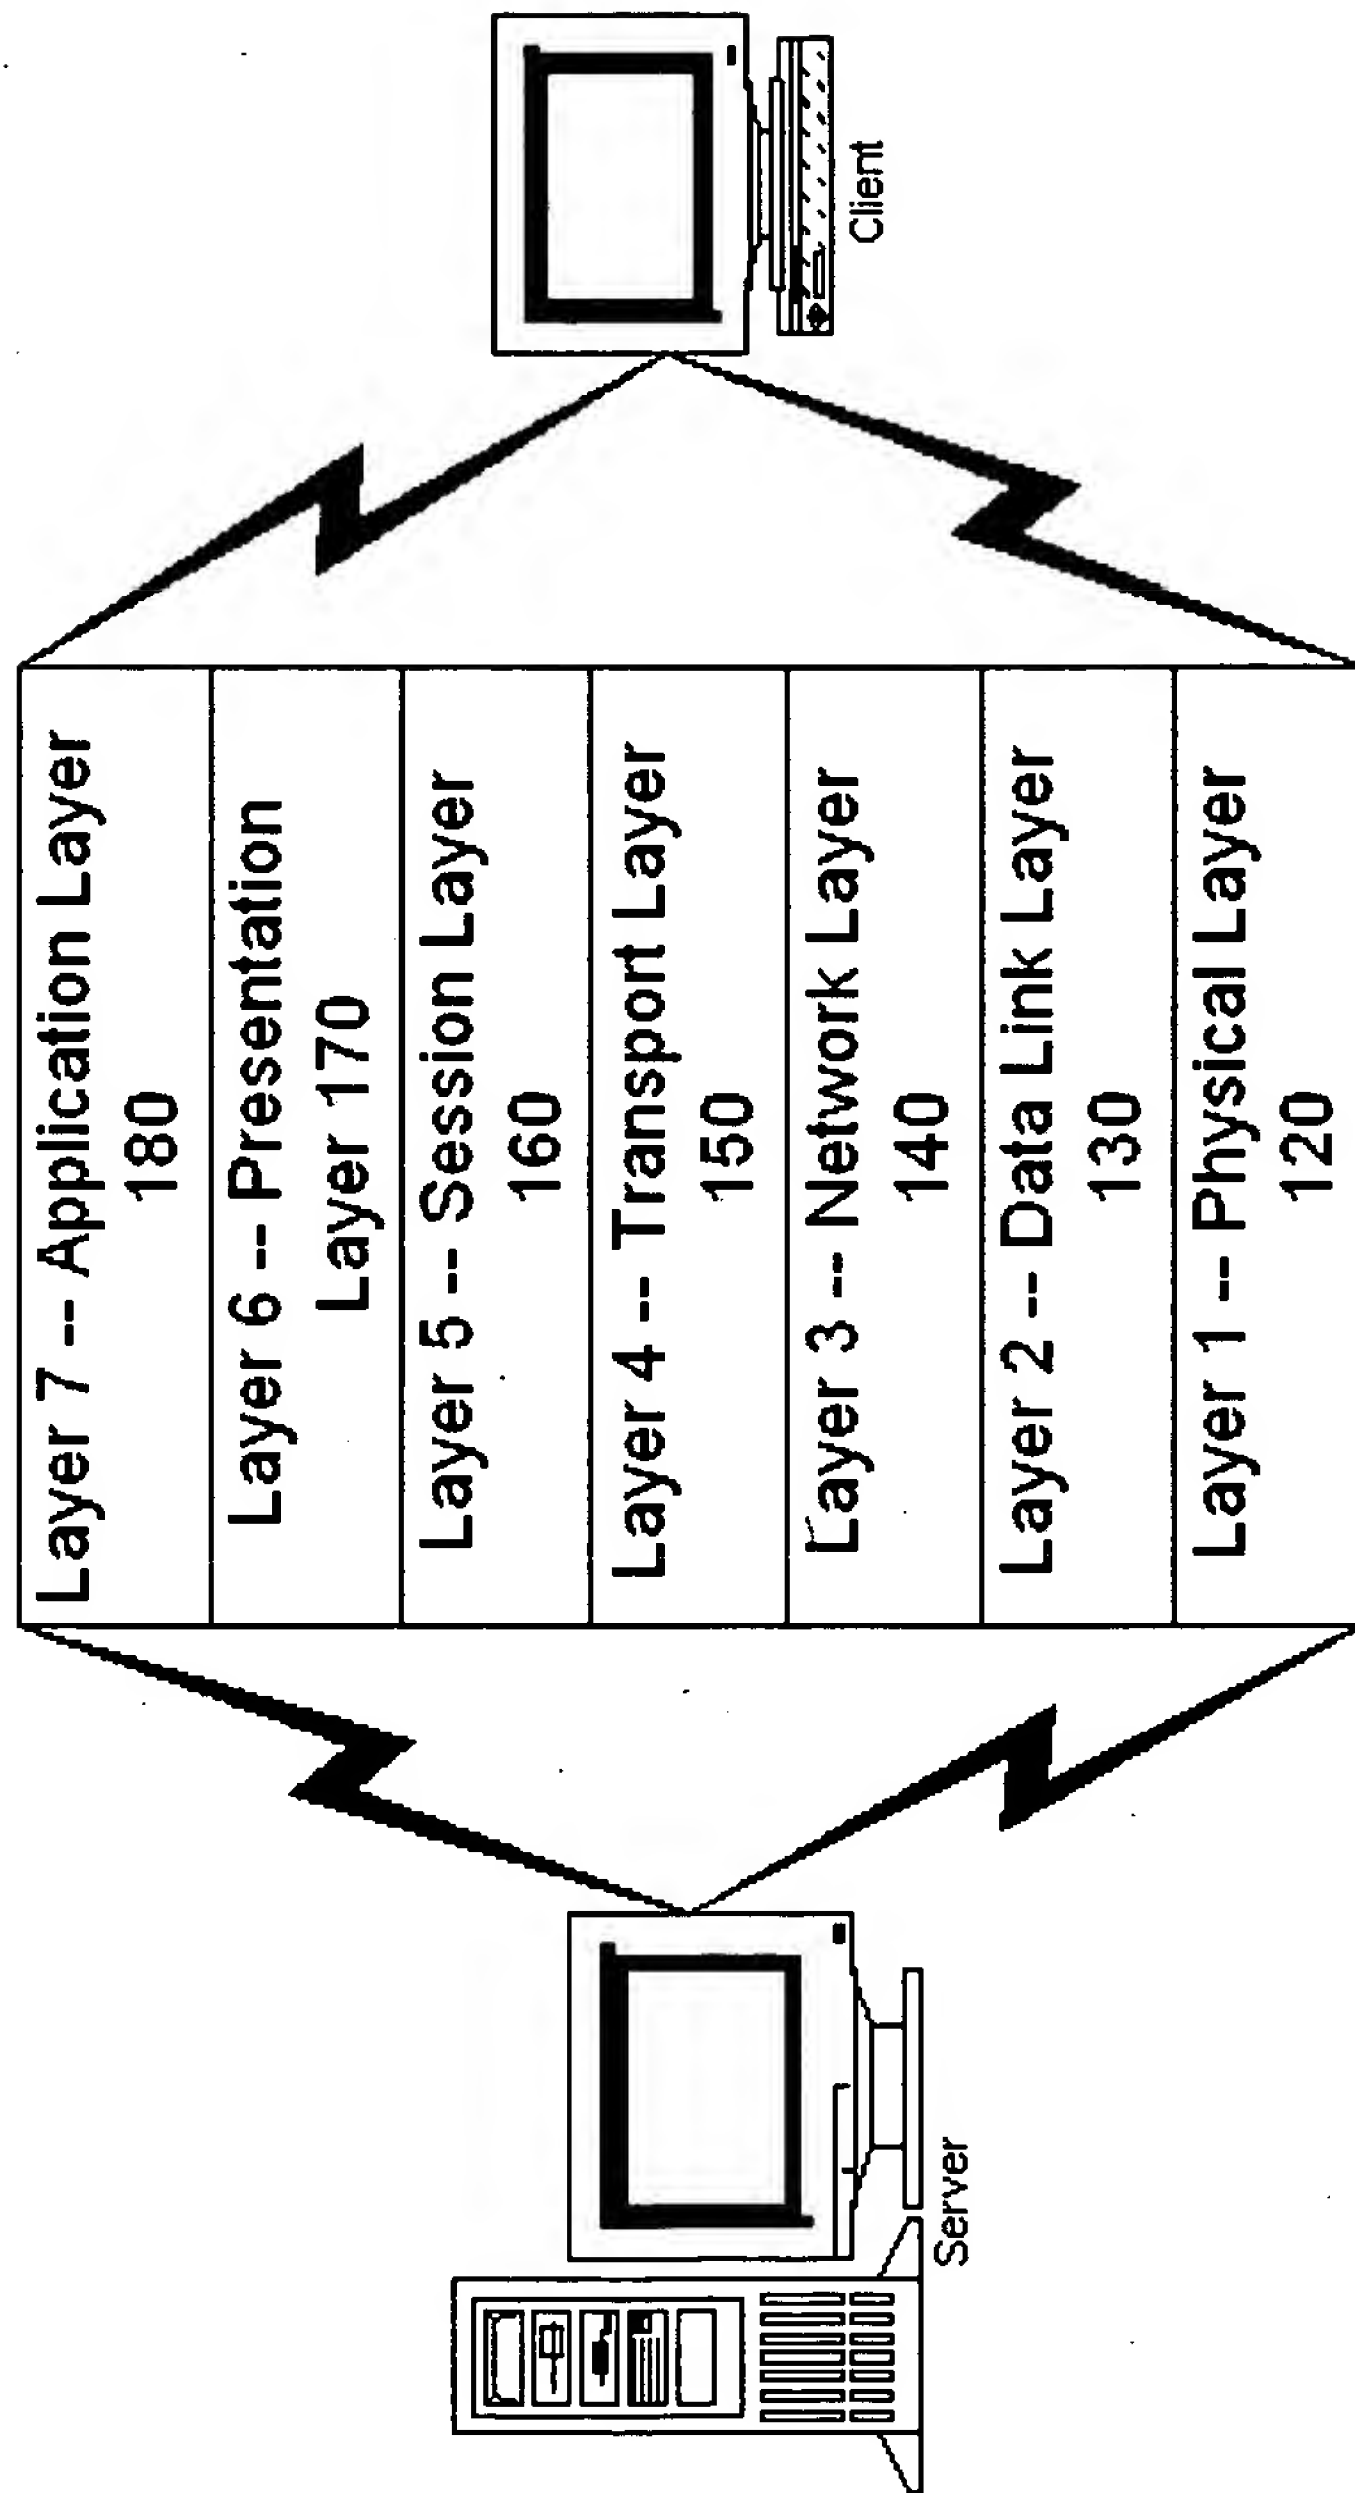 Layer 7 -- Application Layer
180
Layer 6 -- Presentation
Layer 170
Layer 5 -- Session Layer
160
Layer 4 -- Transport Layer
150
Layer 3 -- Network Layer
140
Layer 2 -- Data Link Layer
130
Layer 1 -- Physical Layer
120
Server
Client